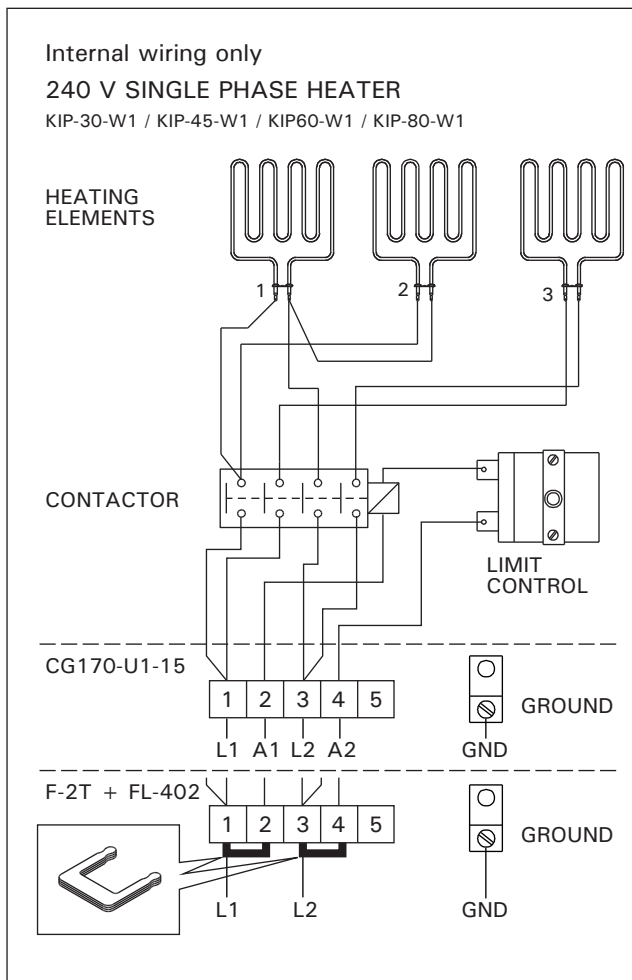 Internal wiring only
240 V SINGLE PHASE HEATER
KIP-30-W1 / KIP-45-W1 / KIP60-W1 / KIP-80-W1
HEATING
ELEMENTS
1
2
3
CONTACTOR
LIMIT
CONTROL
CG170-U1-15
1 2 3 4 5
GROUND
L1 A1 L2 A2
GND
F-2T + FL-402
1 2 3 4 5
GROUND
L1 L2
GND